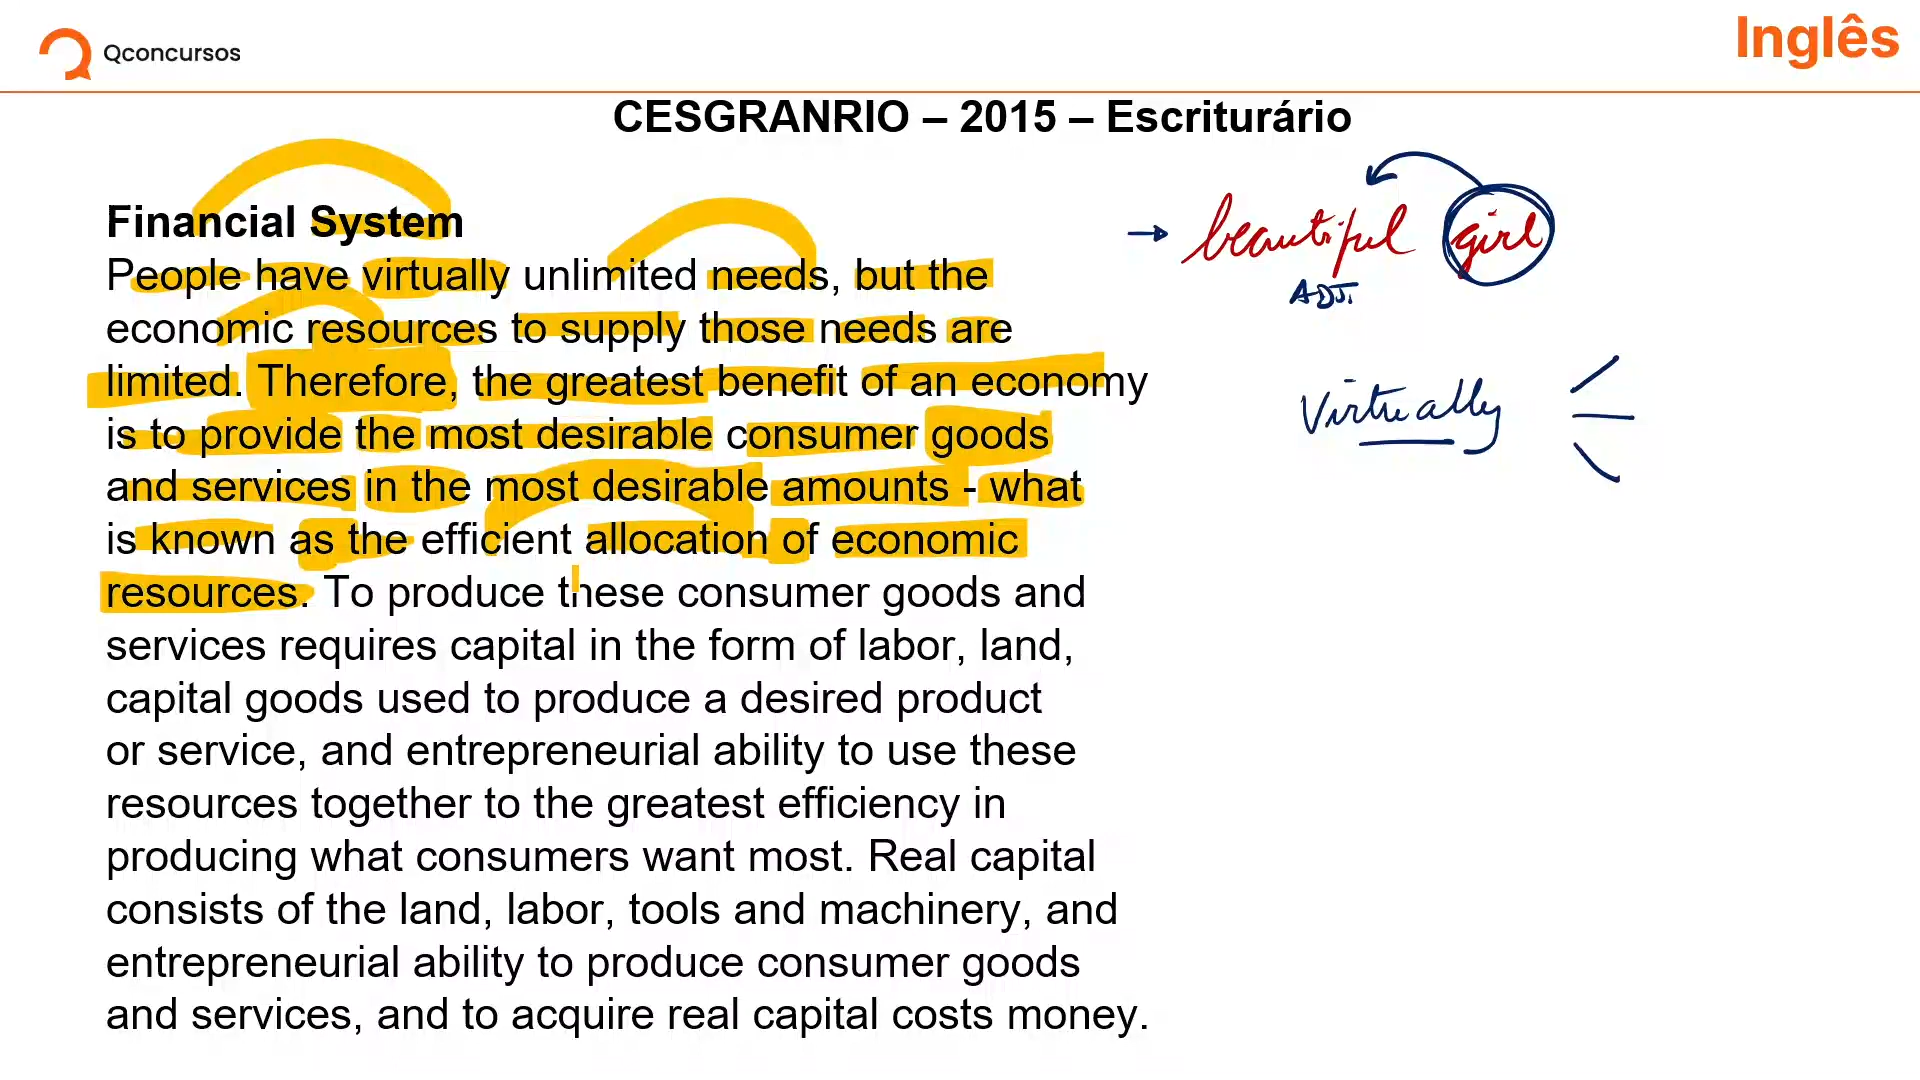 Qconcursos
Inglês
CESGRANRIO – 2015 – Escriturário
Financial System
People have virtually unlimited needs, but the
economic resources to supply those needs are
limited. Therefore, the greatest benefit of an economy
is to provide the most desirable consumer goods
and services in the most desirable amounts - what
is known as the efficient allocation of economic
resources. To produce these consumer goods and
services requires capital in the form of labor, land,
capital goods used to produce a desired product
or service, and entrepreneurial ability to use these
resources together to the greatest efficiency in
producing what consumers want most. Real capital
consists of the land, labor, tools and machinery, and
entrepreneurial ability to produce consumer goods
and services, and to acquire real capital costs money.
→ beautiful girl
ADJ.
Virtually